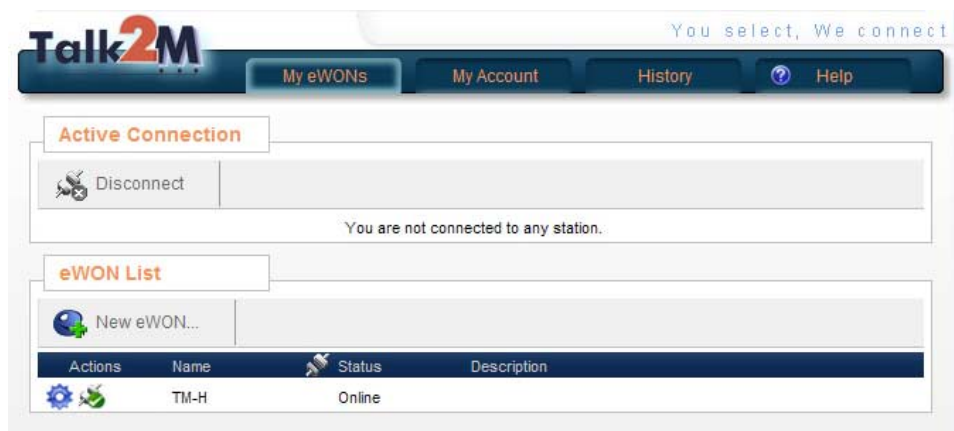 Talk2M
You select, We connect
My eWONs My Account History Help
Active Connection
Disconnect
You are not connected to any station.
eWON List
New eWON...
Actions Name Status Description
TM-H Online